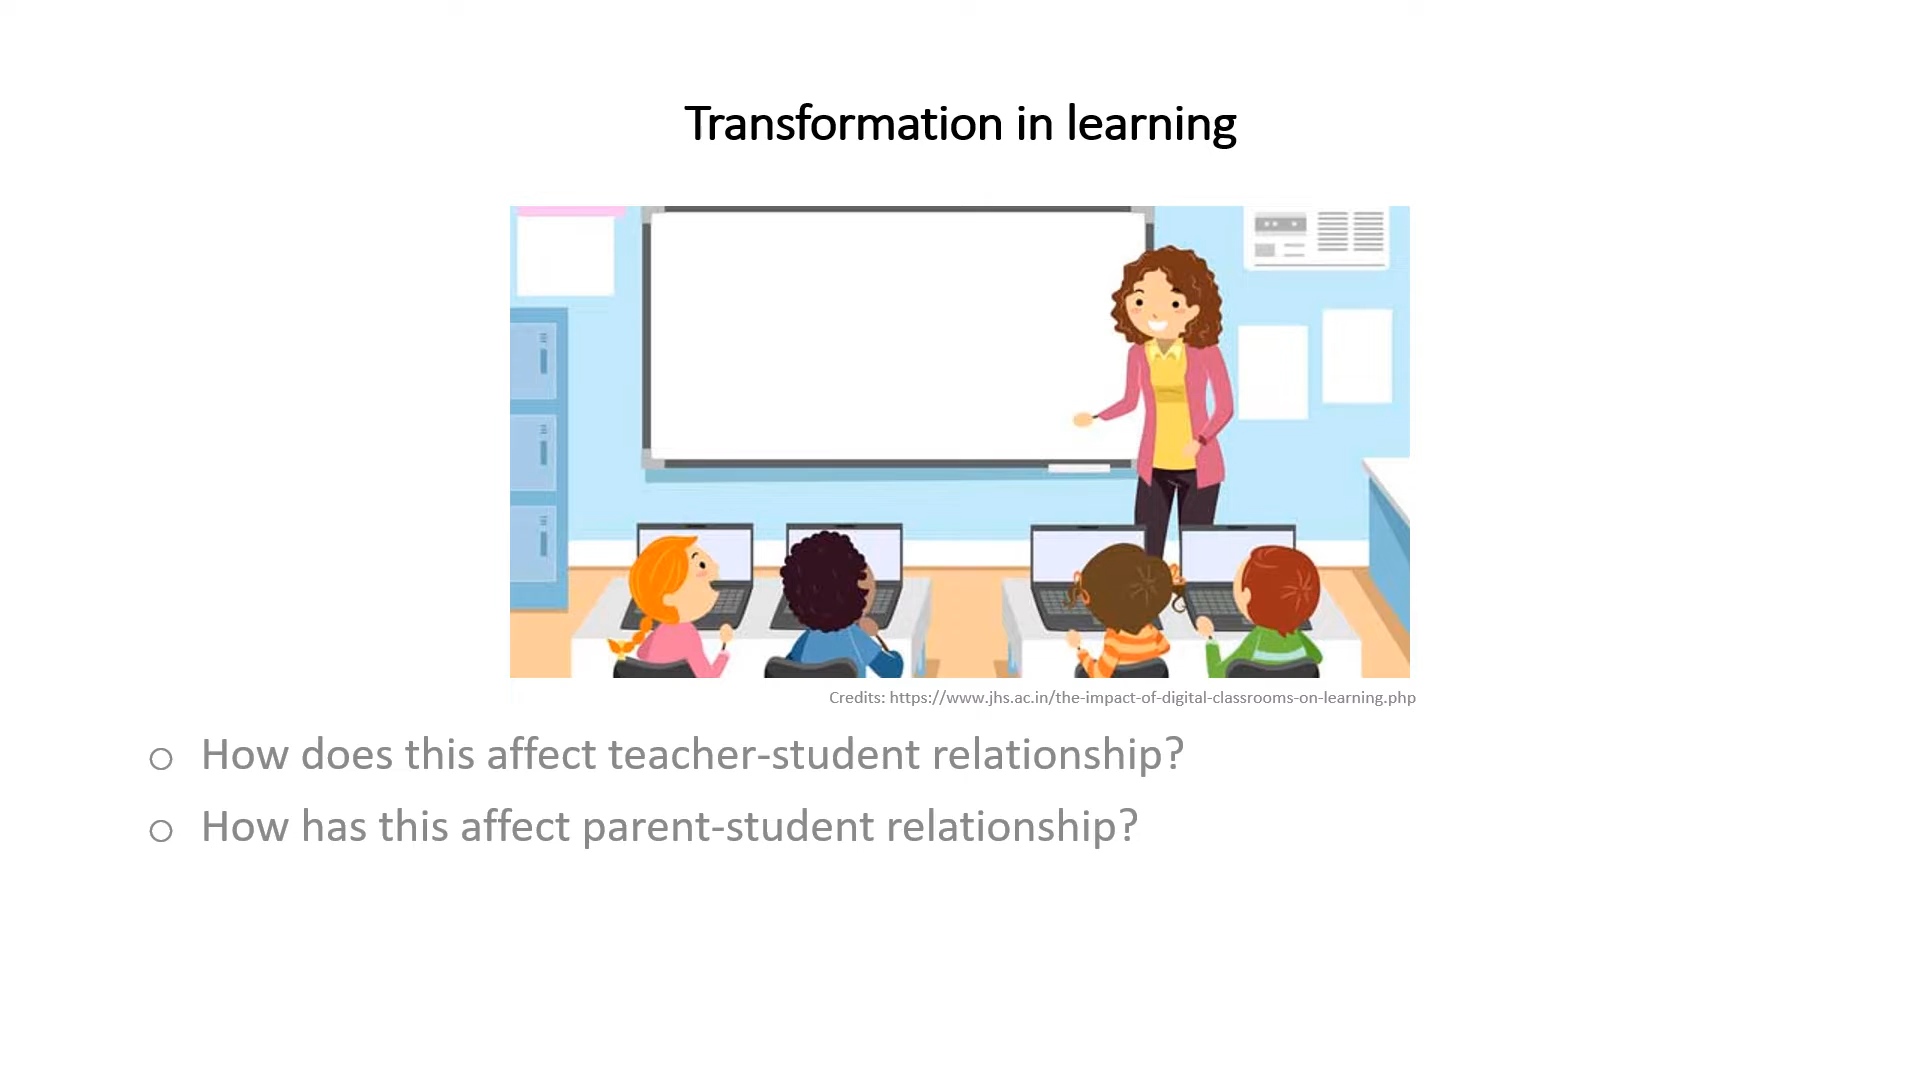 Transformation in learning
Credits: https://www.jhs.ac.in/the-impact-of-digital-classrooms-on-learning.php
○ How does this affect teacher-student relationship?
○ How has this affect parent-student relationship?